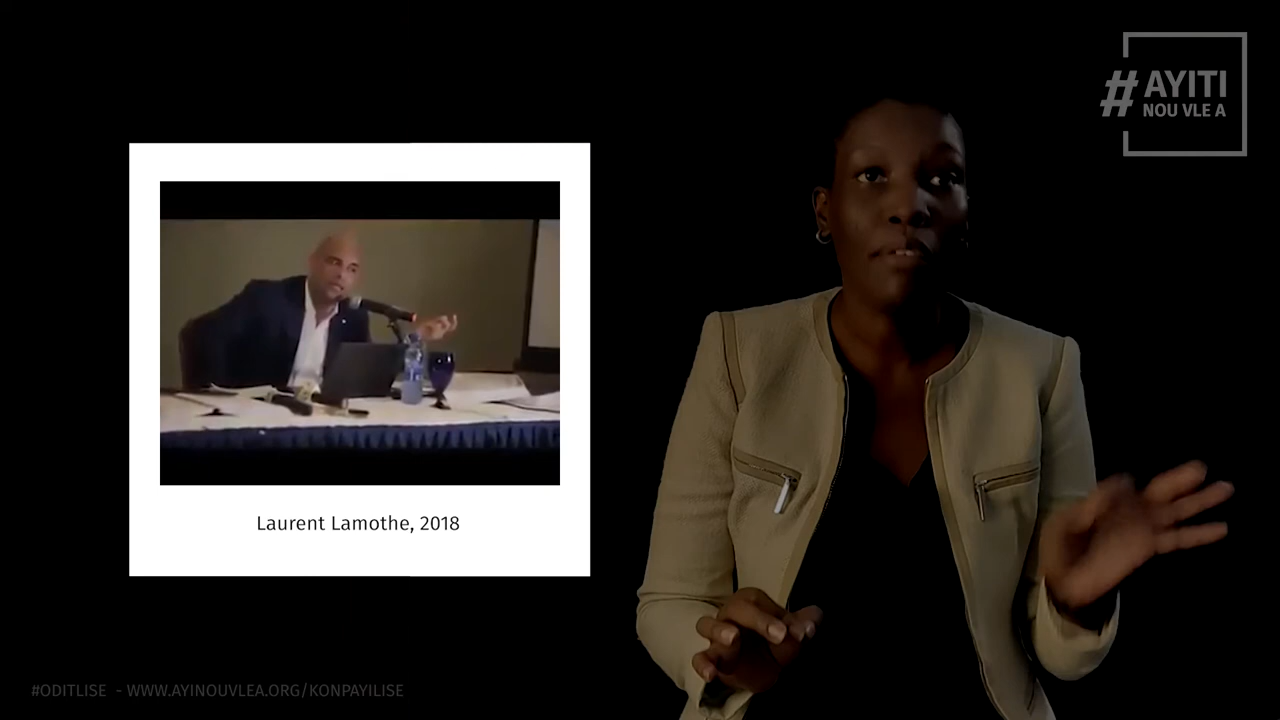 # AYITI
NOU VLE A
Laurent Lamothe, 2018
#ODITLISE - WWW.AYINOUVLEA.ORG/KONPAYILISE